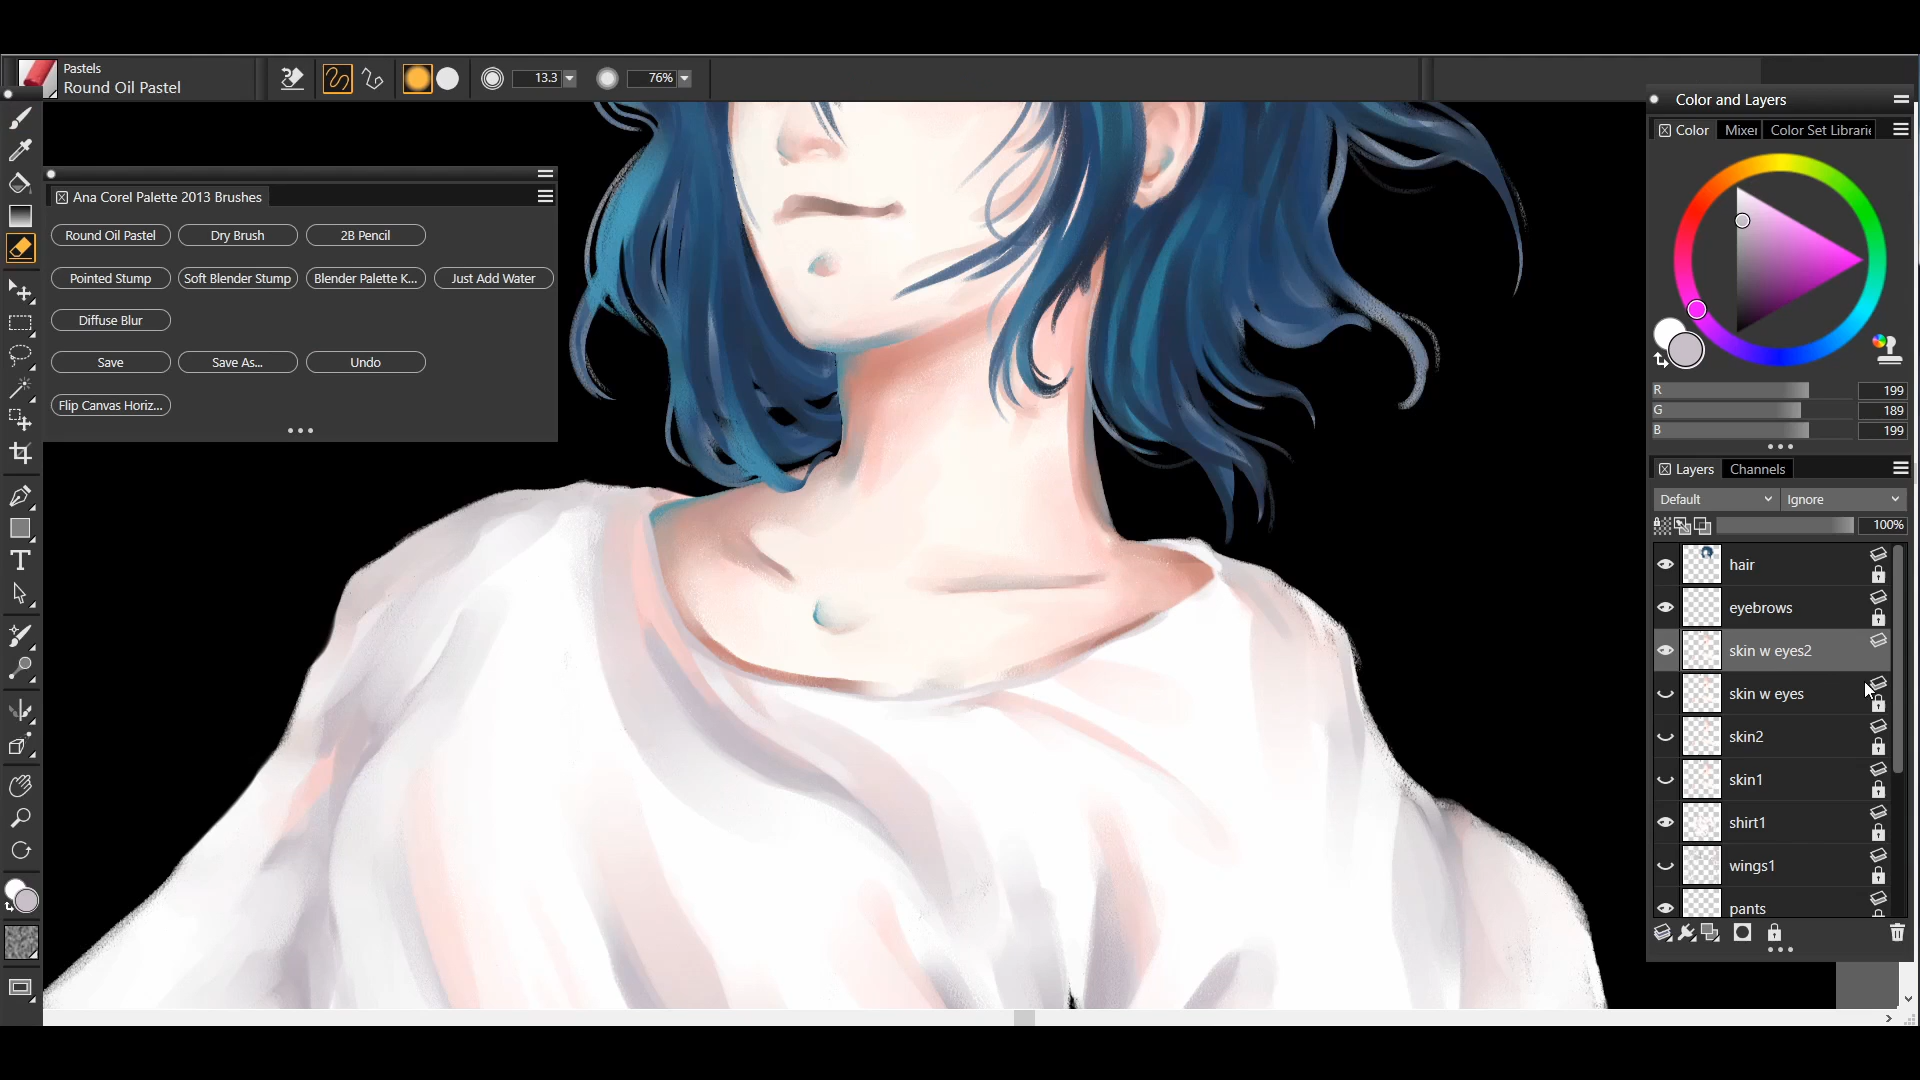 Pastels
Round Oil Pastel
13.3
76%
Color and Layers
Color
Mixer
Color Set Librarie
Ana Corel Palette 2013 Brushes
Round Oil Pastel
Dry Brush
2B Pencil
Pointed Stump
Soft Blender Stump
Blender Palette K...
Just Add Water
Diffuse Blur
Save
Save As...
Undo
Flip Canvas Horiz...
R
199
G
189
B
199
Layers
Channels
Default
Ignore
100%
hair
eyebrows
skin w eyes2
skin w eyes
skin2
skin1
shirt1
wings1
pants